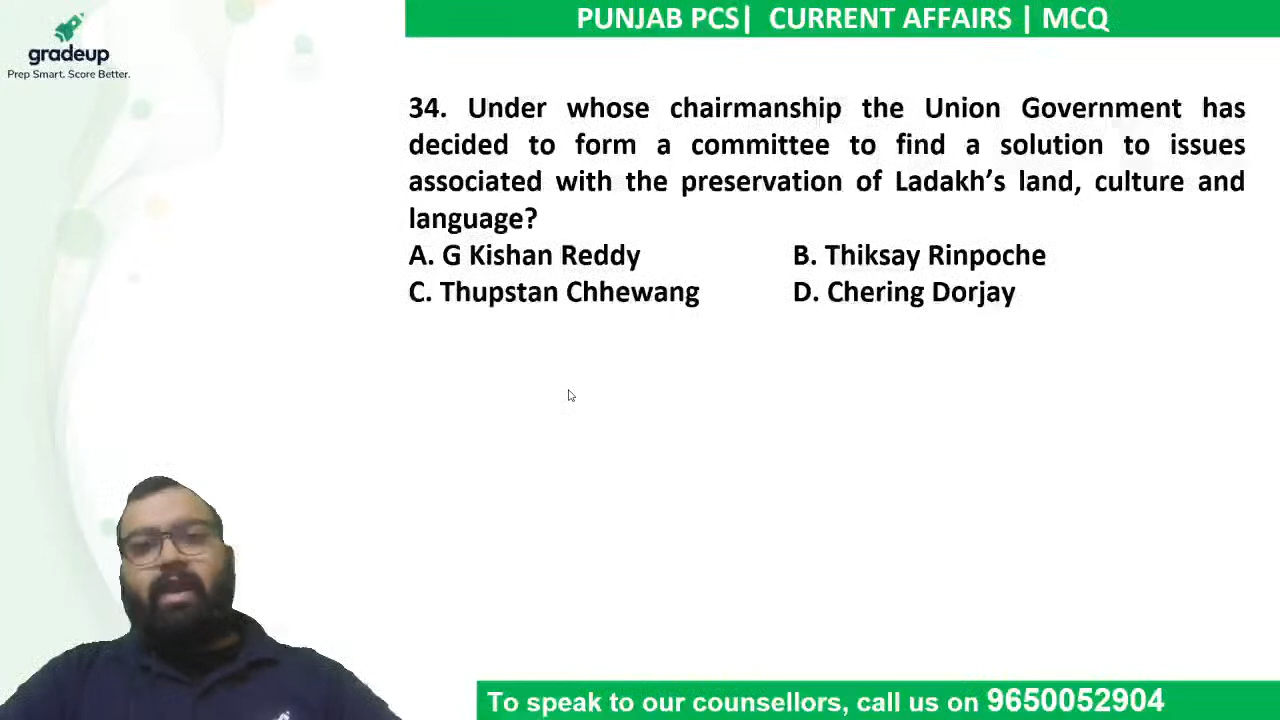 PUNJAB PCS| CURRENT AFFAIRS | MCQ
gradeup
Prep Smart. Score Better.
34. Under whose chairmanship the Union Government has
decided to form a committee to find a solution to issues
associated with the preservation of Ladakh’s land, culture and
language?
A. G Kishan Reddy B. Thiksay Rinpoche
C. Thupstan Chhewang D. Chering Dorjay
To speak to our counsellors, call us on 9650052904